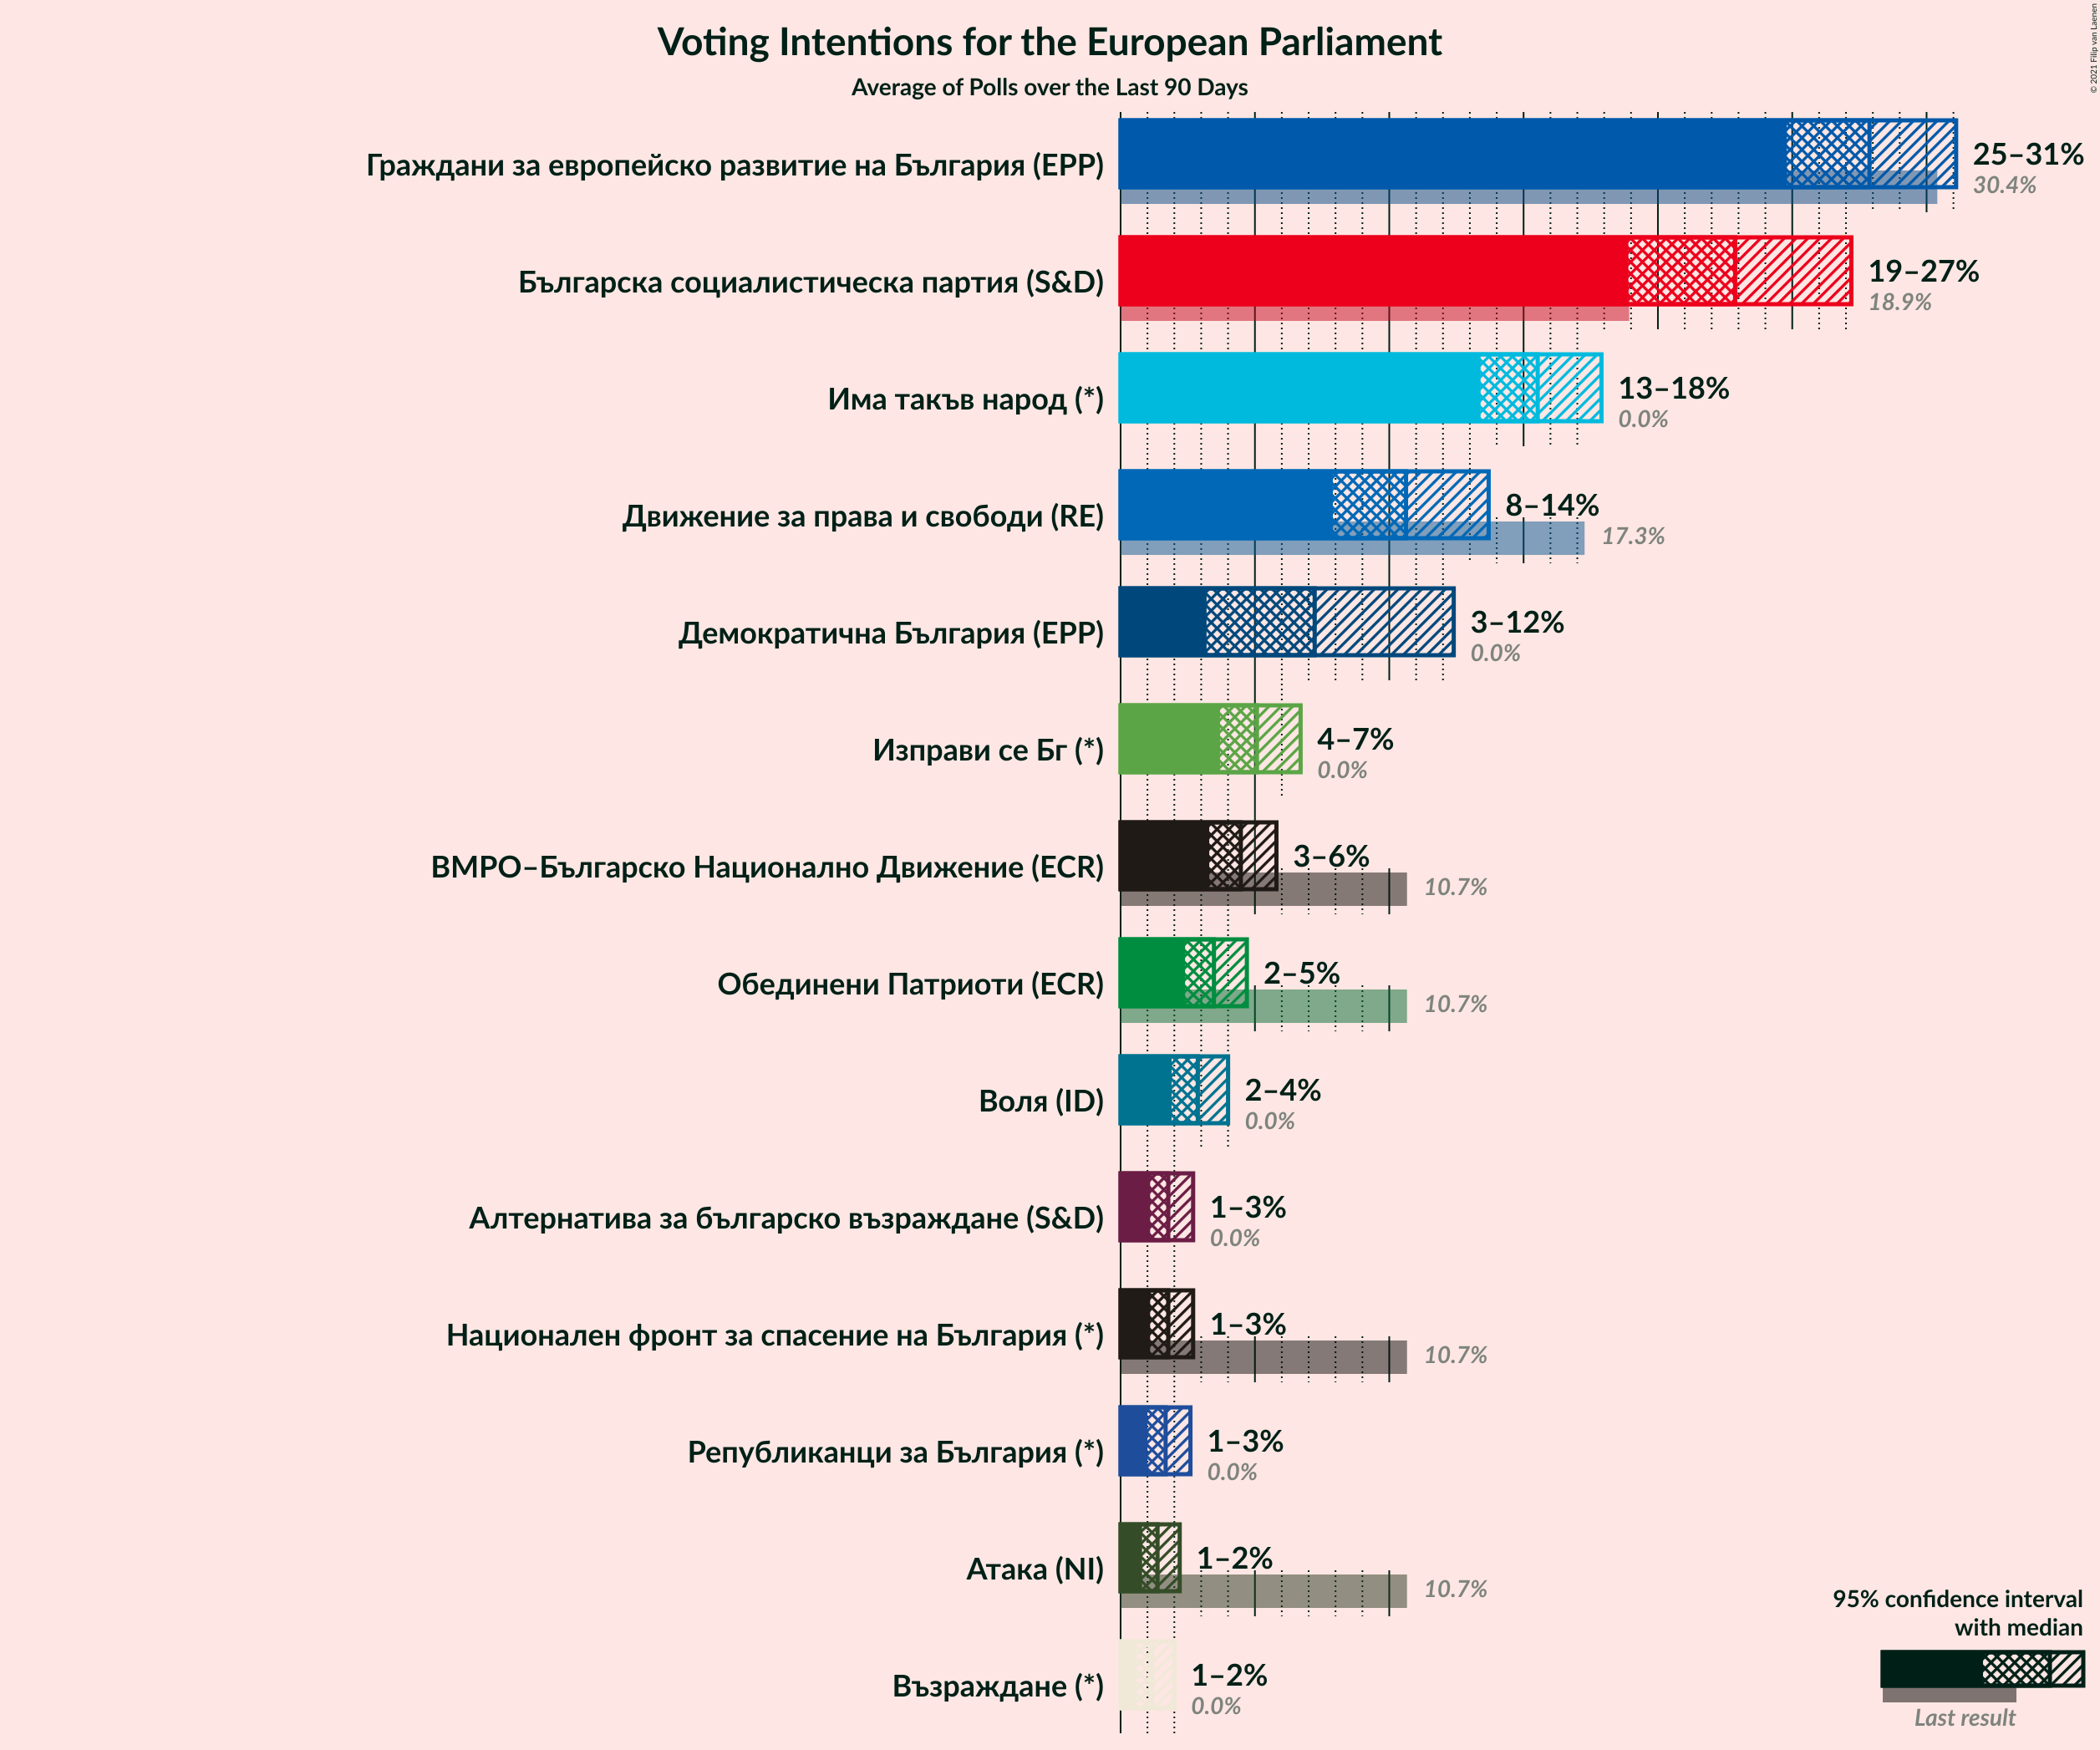 Voting Intentions for the European Parliament
Average of Polls over the Last 90 Days
© 2021 Filip van Laenen
Граждани за европейско развитие на България (EPP)
25–31%
30.4%
Българска социалистическа партия (S&D)
19–27%
18.9%
Има такъв народ (*)
13–18%
0.0%
Движение за права и свободи (RE)
8–14%
17.3%
Демократична България (EPP)
3–12%
0.0%
Изправи се Бг (*)
4–7%
0.0%
ВМРО–Българско Национално Движение (ECR)
3–6%
10.7%
Обединени Патриоти (ECR)
2–5%
10.7%
Воля (ID)
2–4%
0.0%
Алтернатива за българско възраждане (S&D)
1–3%
0.0%
Национален фронт за спасение на България (*)
1–3%
10.7%
Републиканци за България (*)
1–3%
0.0%
Атака (NI)
1–2%
10.7%
Възраждане (*)
1–2%
0.0%
95% confidence interval
with median
Last result